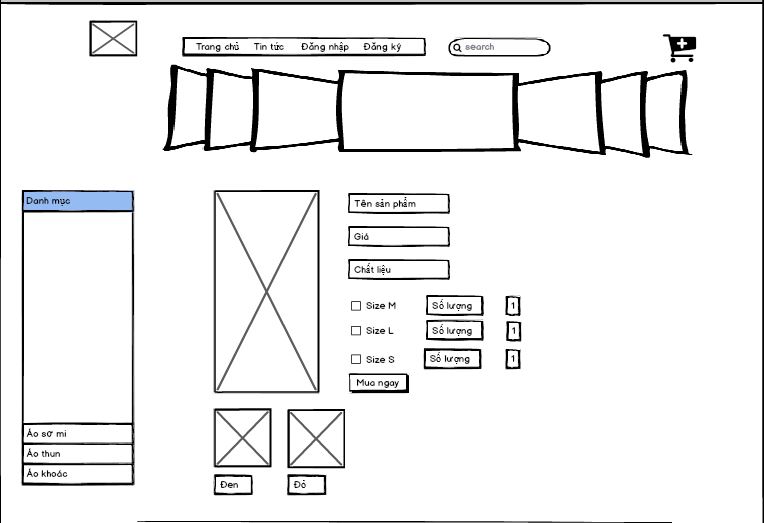 Trang chủ Tin tức Đăng nhập Đăng ký search
Danh mục
Áo sơ mi
Áo thun
Áo khoác
Tên sản phẩm
Giá
Chất liệu
Size M Số lượng 1
Size L Số lượng 1
Size S Số lượng 1
Mua ngay
Đen Đỏ